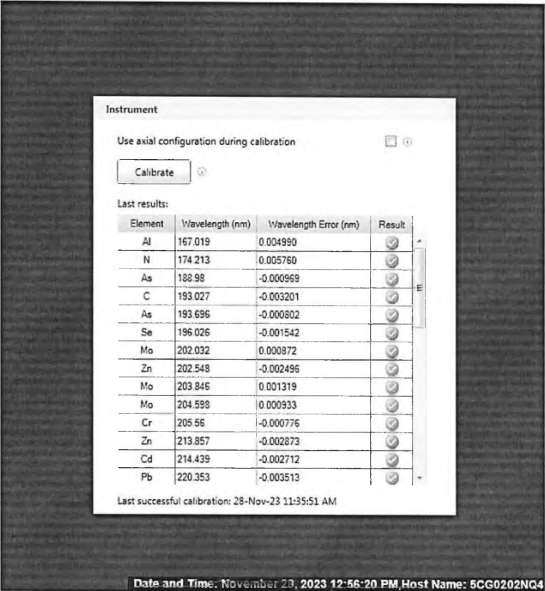 Instrument
Use axial configuration during calibration
Calibrate
Last results:
Element Wavelength (nm) Wavelength Error (nm) Result
Al 167.019 0.004990
N 174.213 0.005760
As 188.98 -0.000969
C 193.027 -0.003201
As 193.696 -0.000802
Se 196.026 -0.001542
Mo 202.032 0.000872
Zn 202.548 -0.002496
Mo 203.846 0.001319
Mo 204.598 0.000933
Cr 205.56 -0.000776
Zn 213.857 -0.002873
Cd 214.439 -0.002712
Pb 220.353 -0.003513
Last successful calibration: 28-Nov-23 11:35:51 AM
Date and Time: November 28, 2023 12:56:20 PM,Host Name: 5CG0202NQ4